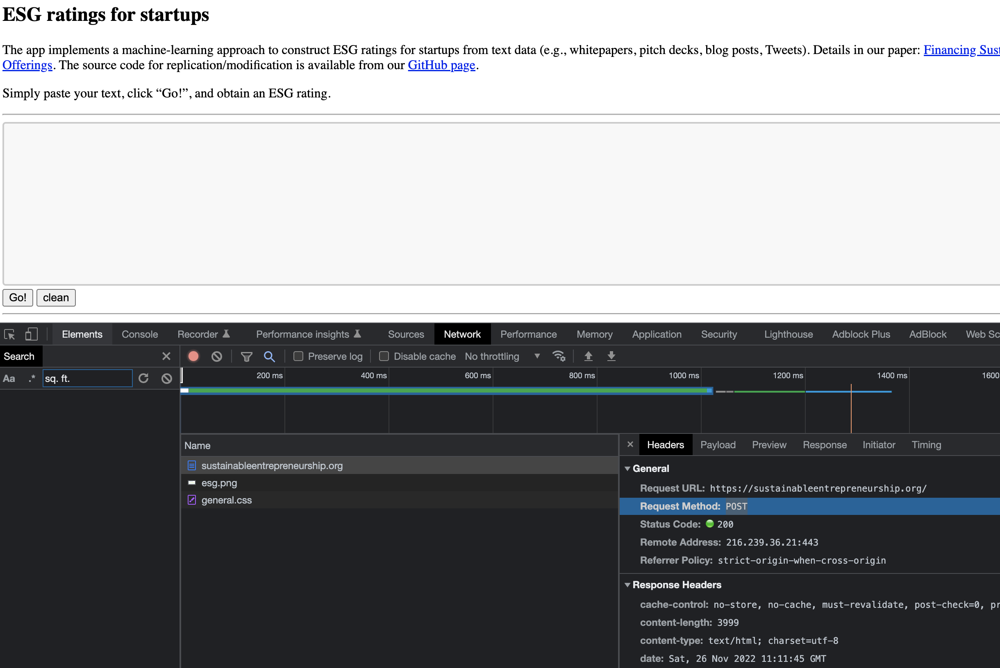 ESG ratings for startups
The app implements a machine-learning approach to construct ESG ratings for startups from text data (e.g., whitepapers, pitch decks, blog posts, Tweets). Details in our paper: Financing Sust
Offerings. The source code for replication/modification is available from our GitHub page.
Simply paste your text, click “Go!”, and obtain an ESG rating.
Go! clean
Elements Console Recorder Performance insights Sources Network Performance Memory Application Security Lighthouse Adblock Plus AdBlock Web Sc
Search Preserve log Disable cache No throttling
Aa .* sq. ft.
200 ms 400 ms 600 ms 800 ms 1000 ms 1200 ms 1400 ms 1600
Name
Headers Payload Preview Response Initiator Timing
sustainableentrepreneurship.org
esg.png
general.css
General
Request URL: https://sustainableentrepreneurship.org/
Request Method: POST
Status Code: 200
Remote Address: 216.239.36.21:443
Referrer Policy: strict-origin-when-cross-origin
Response Headers
cache-control: no-store, no-cache, must-revalidate, post-check=0, pr
content-length: 3999
content-type: text/html; charset=utf-8
date: Sat, 26 Nov 2022 11:11:45 GMT